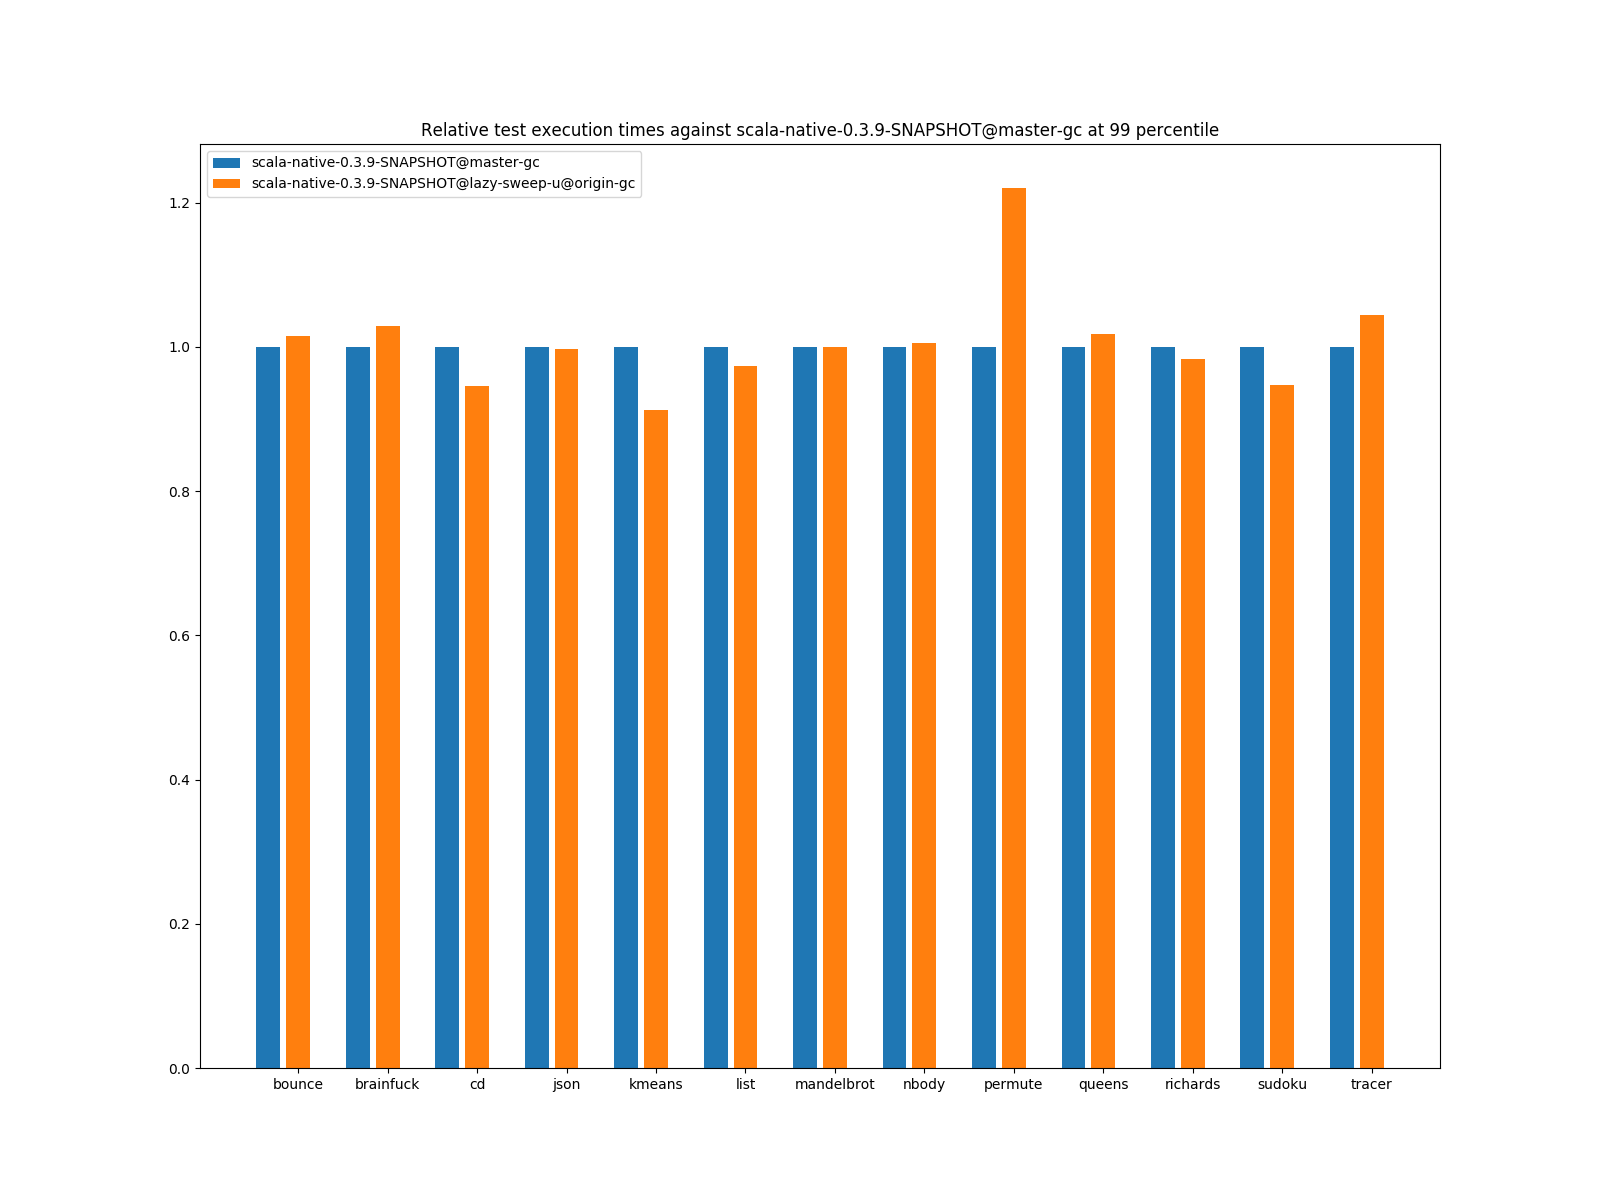 Relative test execution times against scala-native-0.3.9-SNAPSHOT@master-gc at 99 percentile
scala-native-0.3.9-SNAPSHOT@master-gc
scala-native-0.3.9-SNAPSHOT@lazy-sweep-u@origin-gc
1.2
1.0
0.8
0.6
0.4
0.2
0.0
bounce brainfuck cd json kmeans list mandelbrot nbody permute queens richards sudoku tracer